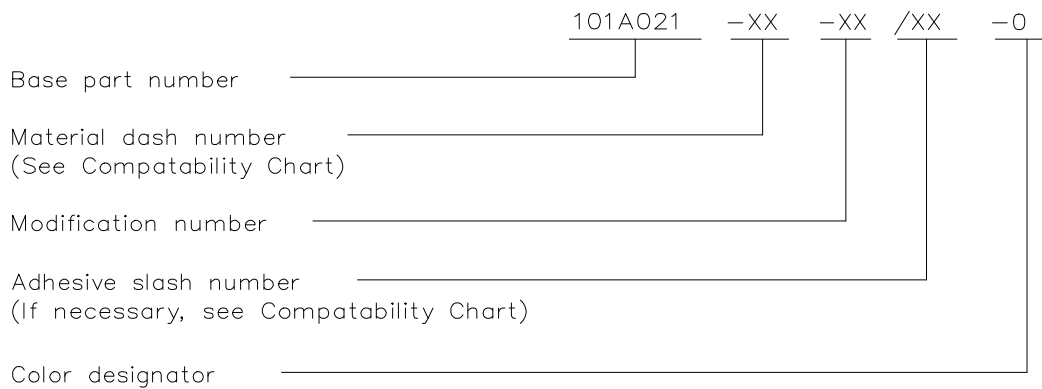 101A021 -XX -XX /XX -0
Base part number
Material dash number
(See Compatability Chart)
Modification number
Adhesive slash number
(If necessary, see Compatability Chart)
Color designator